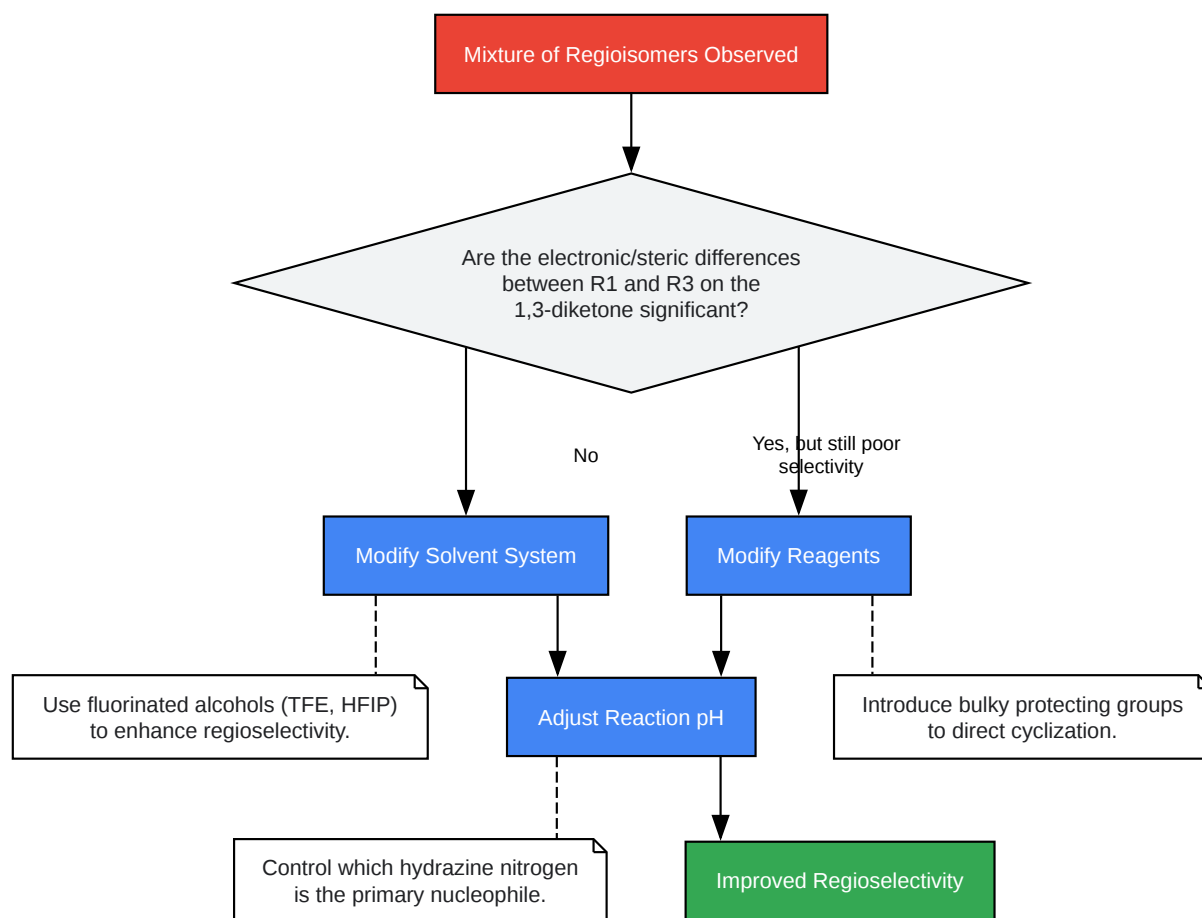 Mixture of Regioisomers Observed
Are the electronic/steric differences
between R1 and R3 on the
1,3-diketone significant?
No
Yes, but still poor
selectivity
Modify Solvent System
Modify Reagents
Use fluorinated alcohols (TFE, HFIP)
to enhance regioselectivity.
Adjust Reaction pH
Introduce bulky protecting groups
to direct cyclization.
Control which hydrazine nitrogen
is the primary nucleophile.
Improved Regioselectivity